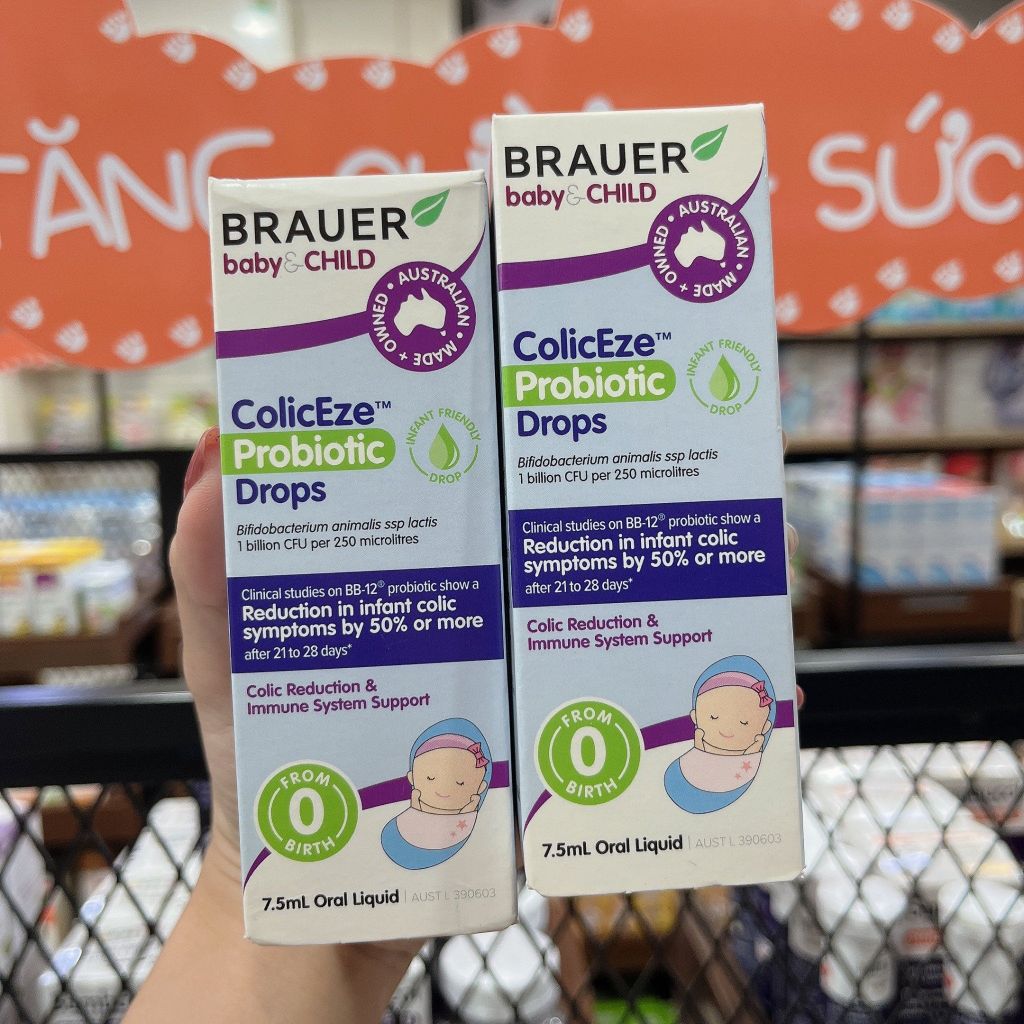 TĂNG
SỨC
BRAUER
baby & CHILD
AUSTRALIAN • MADE + OWNED •
ColicEze™
Probiotic
Drops
INFANT FRIENDLY
DROP
Bifidobacterium animalis ssp lactis
1 billion CFU per 250 microlitres
Clinical studies on BB-12® probiotic show a
Reduction in infant colic
symptoms by 50% or more
after 21 to 28 days*
Colic Reduction &
Immune System Support
FROM
0
BIRTH
7.5mL Oral Liquid | AUST L 390603
BRAUER
baby & CHILD
AUSTRALIAN • MADE + OWNED •
ColicEze™
Probiotic
Drops
INFANT FRIENDLY
DROP
Bifidobacterium animalis ssp lactis
1 billion CFU per 250 microlitres
Clinical studies on BB-12® probiotic show a
Reduction in infant colic
symptoms by 50% or more
after 21 to 28 days*
Colic Reduction &
Immune System Support
FROM
0
BIRTH
7.5mL Oral Liquid | AUST L 390603